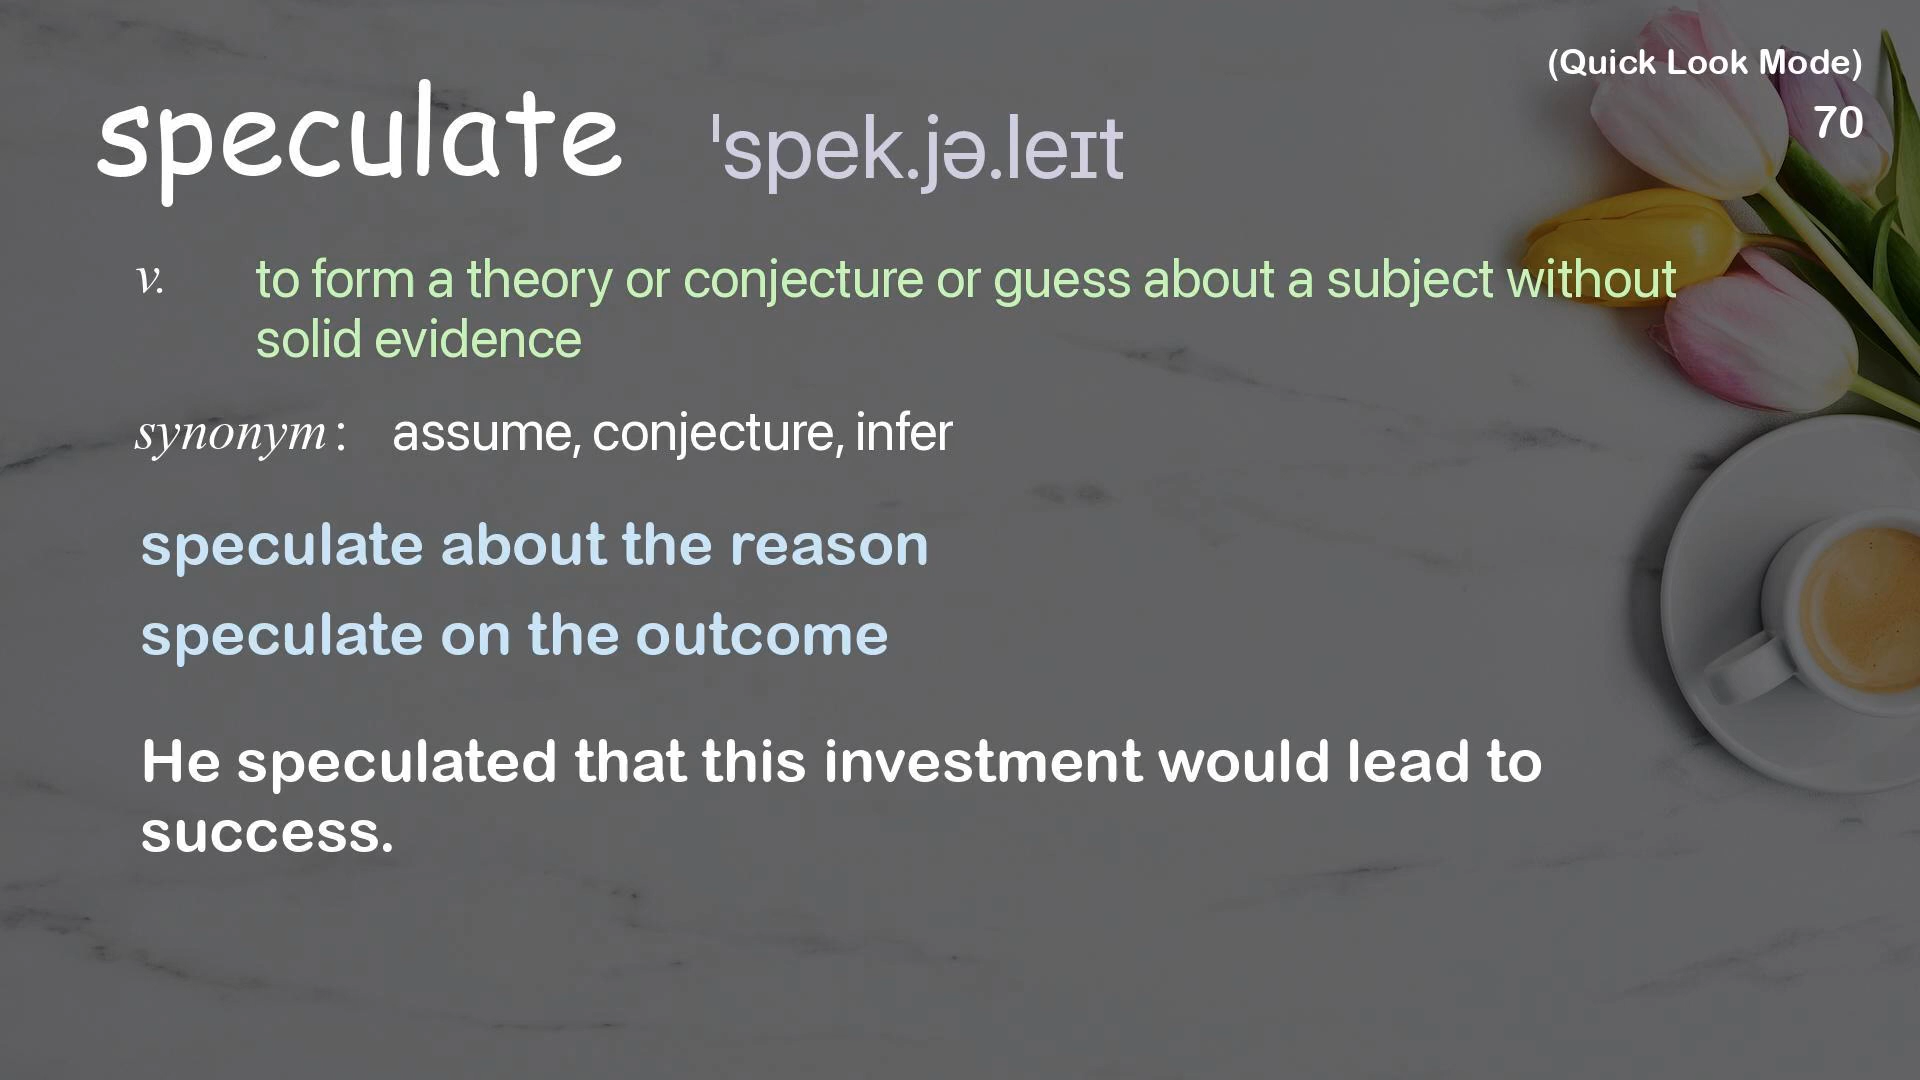 (Quick Look Mode)
70
speculate ˈspek.jə.leɪt
v. to form a theory or conjecture or guess about a subject without
solid evidence
synonym: assume, conjecture, infer
speculate about the reason
speculate on the outcome
He speculated that this investment would lead to
success.